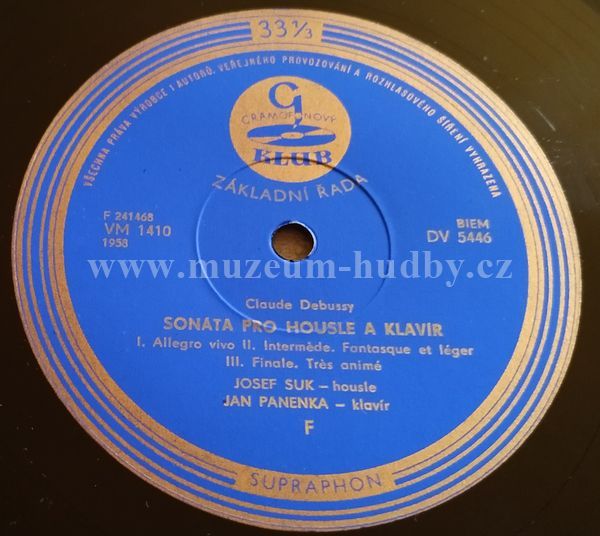 33 1/3
VŠECHNA PRÁVA VÝROBCE I AUTORŮ, VEŘEJNÉHO PROVOZOVÁNÍ A ROZHLASOVÉHO ŠÍŘENÍ VYHRAZENA
G
GRAMOFONOVÝ
KLUB
ZÁKLADNÍ ŘADA
F 241468
VM 1410
1958
BIEM
DV 5446
www.muzeum-hudby.cz
Claude Debussy
SONÁTA PRO HOUSLE A KLAVÍR
I. Allegro vivo II. Intermède. Fantasque et léger
III. Finale. Très animé
JOSEF SUK – housle
JAN PANENKA – klavír
F
SUPRAPHON